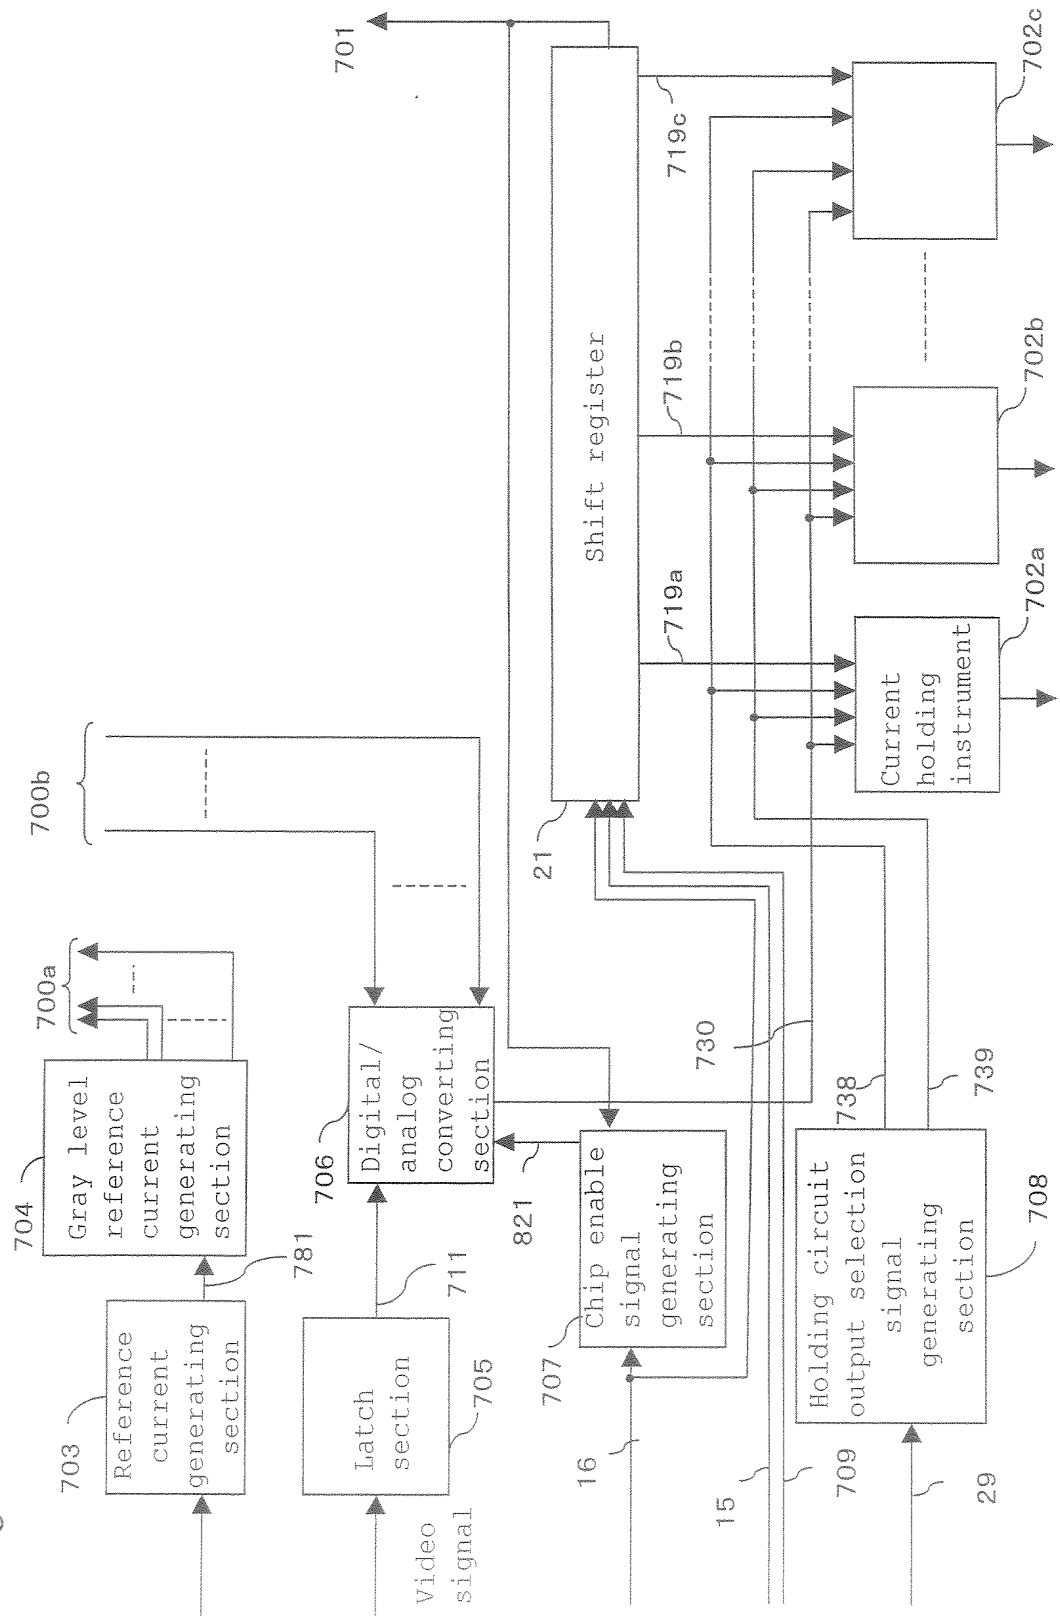 703
Reference
current
generating
section
781
704
Gray level
reference
current
generating
section
700a
700b
Video
signal
Latch
section
705
711
706
Digital/
analog
converting
section
821
16
707
Chip enable
signal
generating
section
15
709
29
Holding circuit
output selection
signal
generating
section
708
738
739
730
21
Shift register
701
719a
719b
719c
Current
holding
instrument
702a
702b
702c